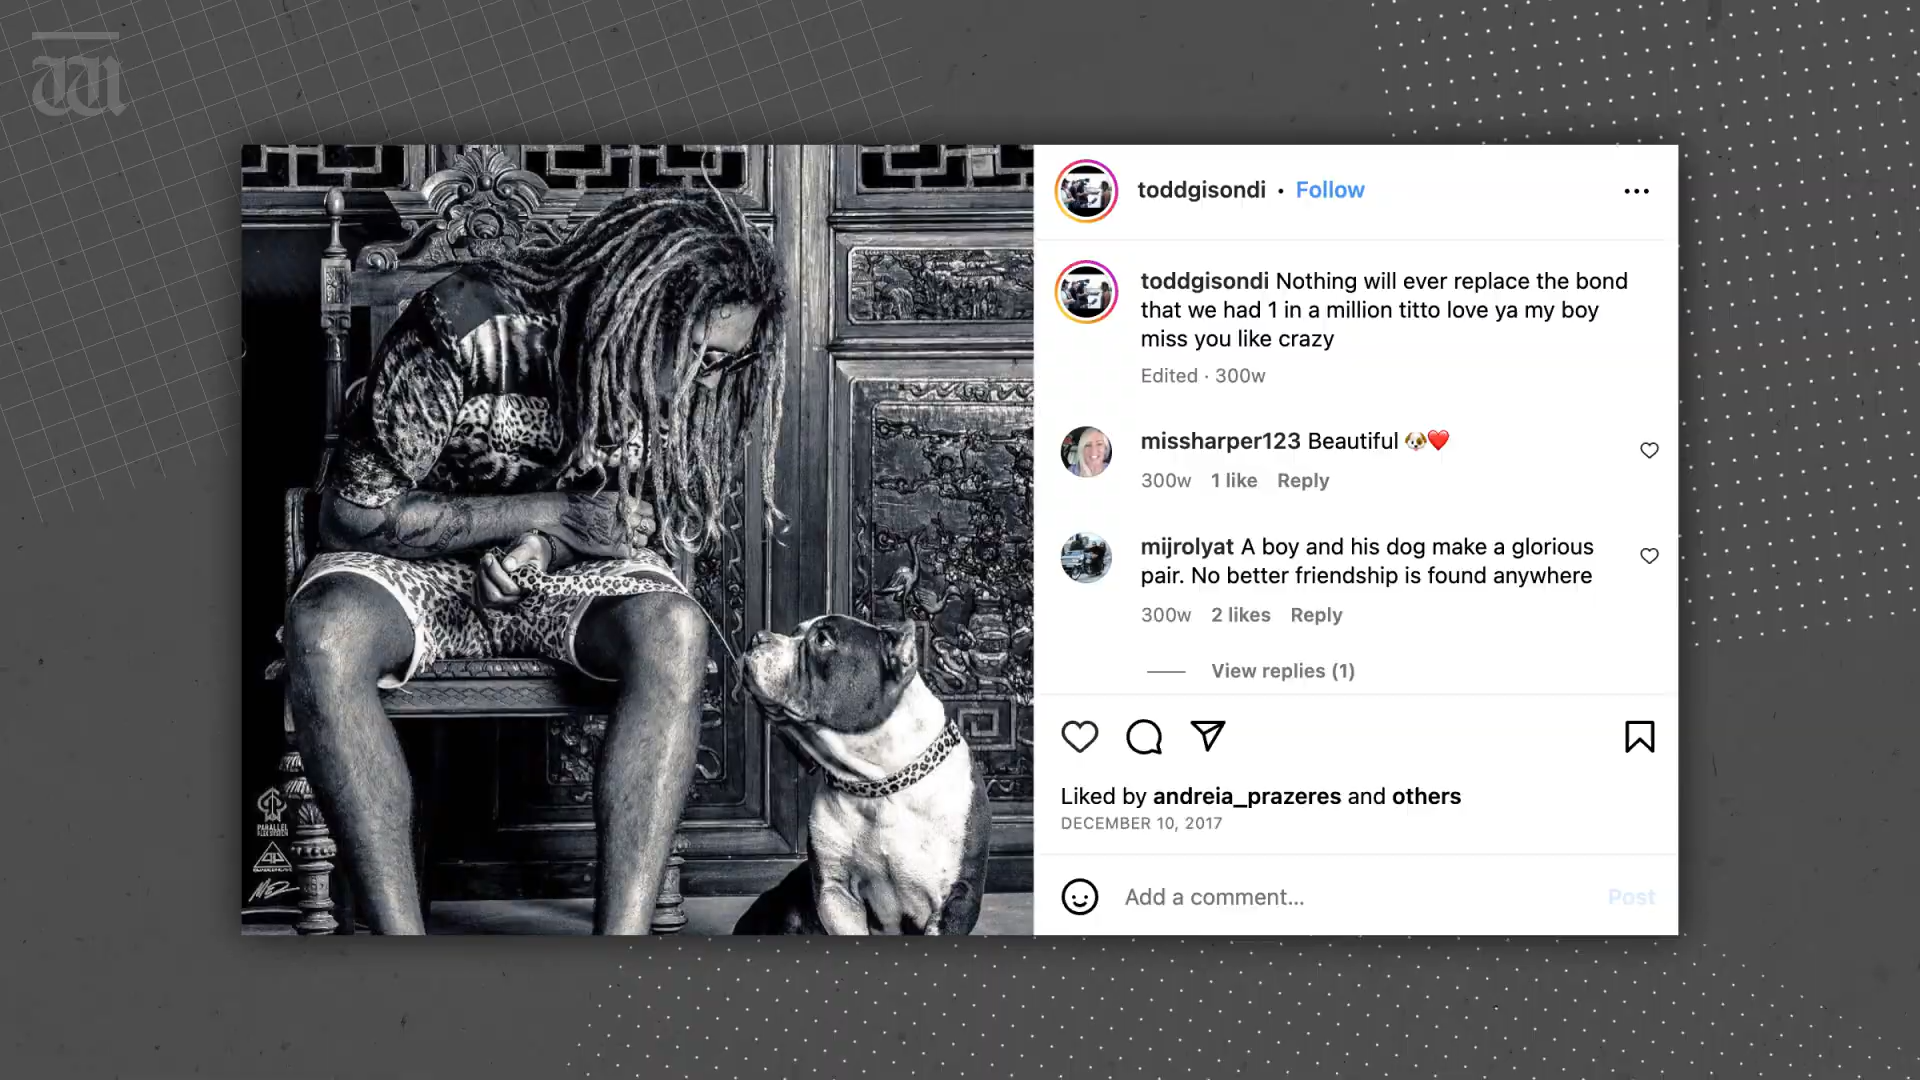 toddgisondi • Follow
toddgisondi Nothing will ever replace the bond
that we had 1 in a million titto love ya my boy
miss you like crazy
Edited · 300w
missharper123 Beautiful 🐶❤️
300w 1 like Reply
mijrolyat A boy and his dog make a glorious
pair. No better friendship is found anywhere
300w 2 likes Reply
View replies (1)
Liked by andreia_prazeres and others
DECEMBER 10, 2017
Add a comment... Post
PARALLEL